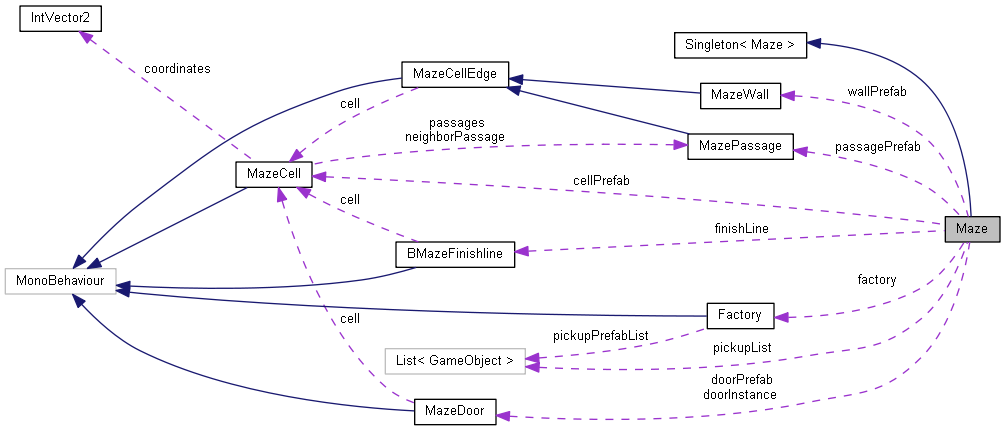 IntVector2
Singleton< Maze >
coordinates
MazeCellEdge
MazeWall
wallPrefab
cell
passages
neighborPassage
MazePassage
passagePrefab
MazeCell
cellPrefab
cell
finishLine
Maze
BMazeFinishline
MonoBehaviour
factory
Factory
cell
pickupPrefabList
pickupList
List< GameObject >
doorPrefab
doorInstance
MazeDoor